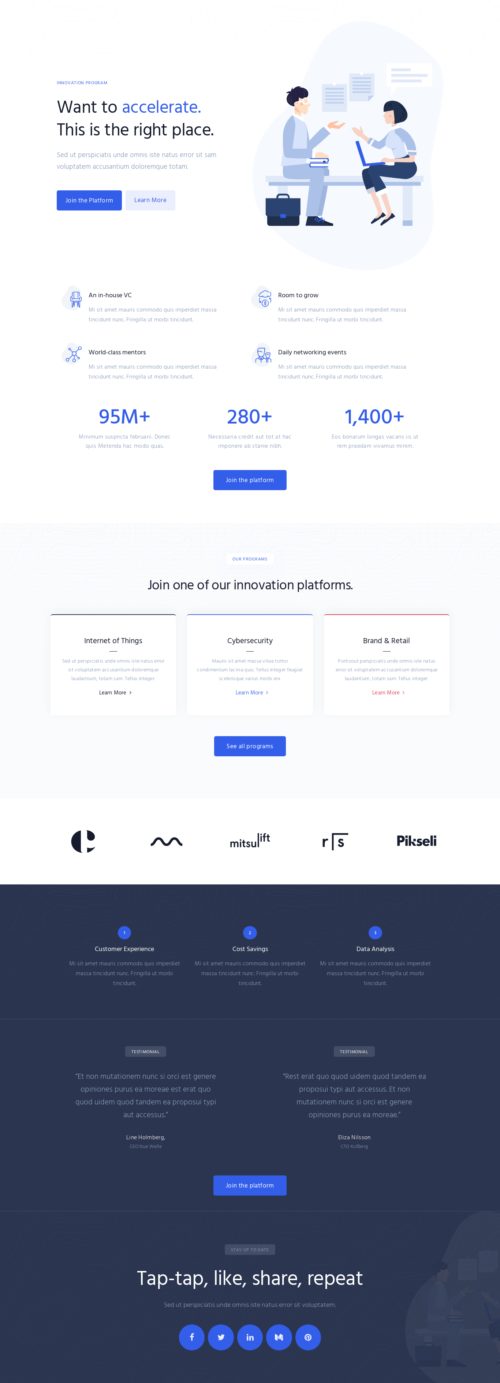 INNOVATION PROGRAM
Want to accelerate.
This is the right place.
Sed ut perspiciatis unde omnis iste natus error sit sam
voluptatem accusantium doloremque totam.
Join the Platform
Learn More
An in-house VC
Mi sit amet mauris commodo quis imperdiet massa
tincidunt nunc. Fringilla ut morbi tincidunt.
Room to grow
Mi sit amet mauris commodo quis imperdiet massa
tincidunt nunc. Fringilla ut morbi tincidunt.
World-class mentors
Mi sit amet mauris commodo quis imperdiet massa
tincidunt nunc. Fringilla ut morbi tincidunt.
Daily networking events
Mi sit amet mauris commodo quis imperdiet massa
tincidunt nunc. Fringilla ut morbi tincidunt.
95M+
Minimum suspicita februani. Dones
quis Metenda hac modo quas.
280+
Necessaria credit aut tot at hac
imponere ab stane nibh.
1,400+
Eos bonorum longas vacans is ut
rem praedam vivamus minem.
Join the platform
OUR PROGRAMS
Join one of our innovation platforms.
Internet of Things
Sed ut perspiciatis unde omnis iste natus error
sit voluptatem accusantium doloremque
laudantium, totam sam. Tellus integer.
Learn More >
Cybersecurity
Mauris sit amet massa vitae tortor
condimentum lacinia quis. Tellus integer feugiat
scelerisque varius morbi enim.
Learn More >
Brand & Retail
perspiciatis unde omnis iste natus
error sit voluptatem accusantium doloremque
laudantium, totam sam. Tellus integer.
Learn More >
See all programs
mitsulift
r s
Pikseli
1
Customer Experience
Mi sit amet mauris commodo quis imperdiet
massa tincidunt nunc. Fringilla ut morbi
tincidunt.
2
Cost Savings
Mi sit amet mauris commodo quis imperdiet
massa tincidunt nunc. Fringilla ut morbi
tincidunt.
3
Data Analysis
Mi sit amet mauris commodo quis imperdiet
massa tincidunt nunc. Fringilla ut morbi
tincidunt.
TESTIMONIAL
"Et non mutationem nunc si orci est genere
opiniones purus ea moreae est erat quo
quod uidem quod tandem ea proposui typi
aut accessus."
Line Holmberg,
TESTIMONIAL
"Rest erat quo quod uidem quod tandem ea
proposui typi aut accessus. Et non
mutationem nunc si orci est genere
opiniones purus ea moreae."
Eliza Nilsson
Join the platform
STAY UP TO DATE
Tap-tap, like, share, repeat
Sed ut perspiciatis unde omnis iste natus error sit voluptatem.